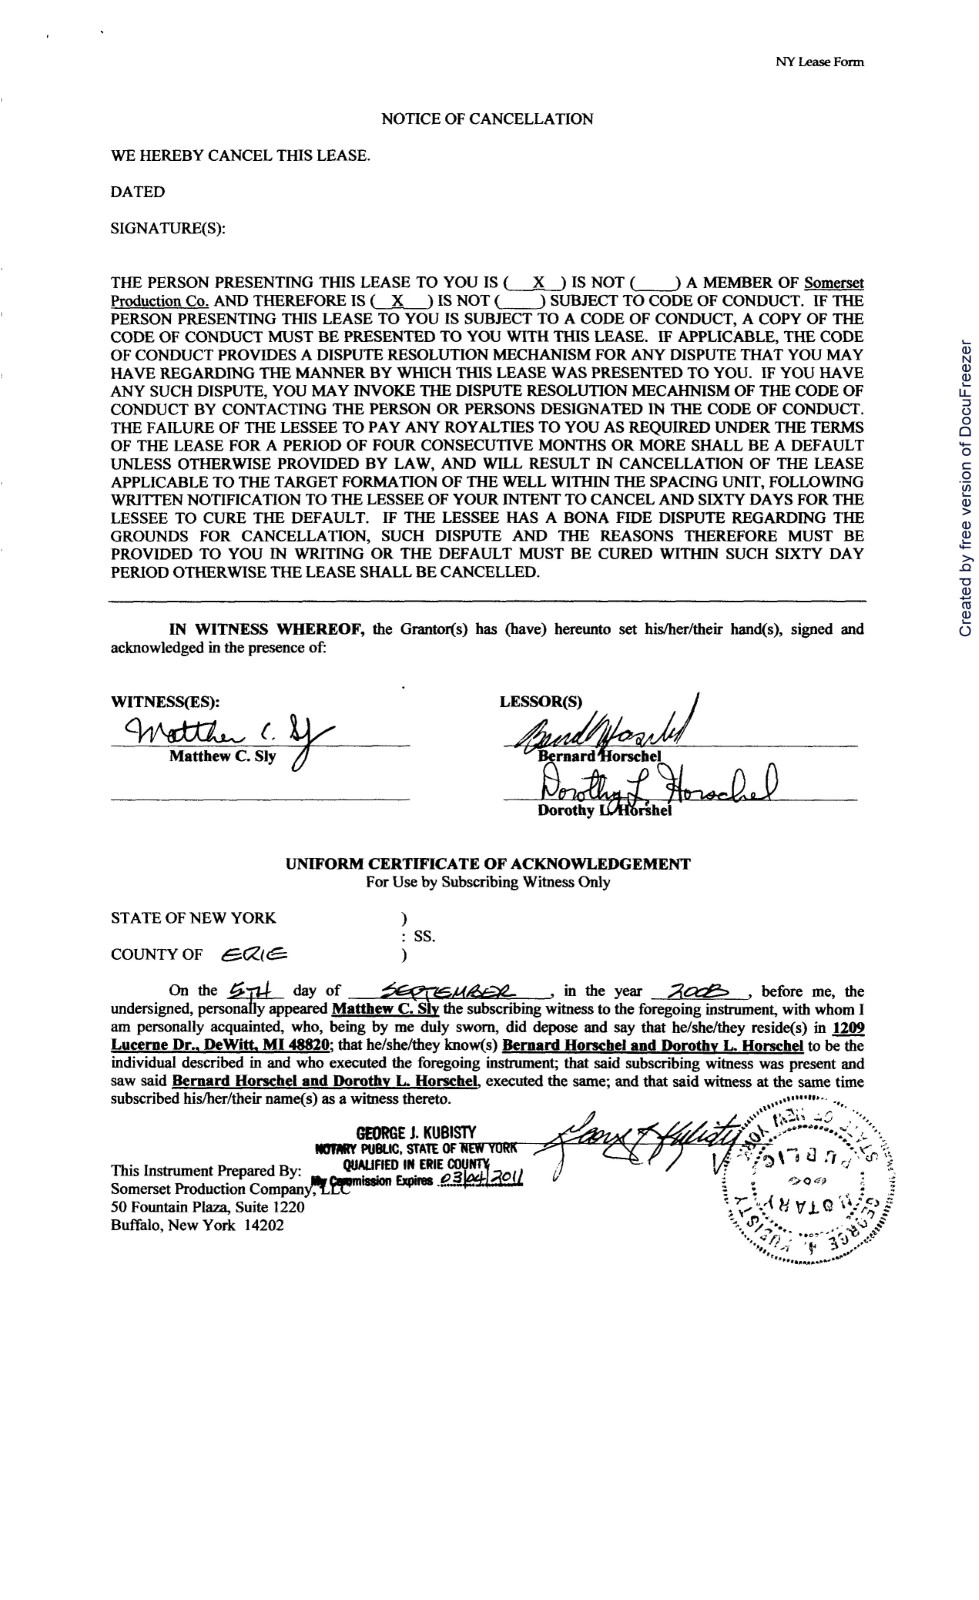 NY Lease Form
NOTICE OF CANCELLATION
WE HEREBY CANCEL THIS LEASE.
DATED
SIGNATURE(S):
THE PERSON PRESENTING THIS LEASE TO YOU IS (__X__) IS NOT (____) A MEMBER OF Somerset
Production Co. AND THEREFORE IS (__X__) IS NOT (____) SUBJECT TO CODE OF CONDUCT. IF THE
PERSON PRESENTING THIS LEASE TO YOU IS SUBJECT TO A CODE OF CONDUCT, A COPY OF THE
CODE OF CONDUCT MUST BE PRESENTED TO YOU WITH THIS LEASE. IF APPLICABLE, THE CODE
OF CONDUCT PROVIDES A DISPUTE RESOLUTION MECHANISM FOR ANY DISPUTE THAT YOU MAY
HAVE REGARDING THE MANNER BY WHICH THIS LEASE WAS PRESENTED TO YOU. IF YOU HAVE
ANY SUCH DISPUTE, YOU MAY INVOKE THE DISPUTE RESOLUTION MECAHNISM OF THE CODE OF
CONDUCT BY CONTACTING THE PERSON OR PERSONS DESIGNATED IN THE CODE OF CONDUCT.
THE FAILURE OF THE LESSEE TO PAY ANY ROYALTIES TO YOU AS REQUIRED UNDER THE TERMS
OF THE LEASE FOR A PERIOD OF FOUR CONSECUTIVE MONTHS OR MORE SHALL BE A DEFAULT
UNLESS OTHERWISE PROVIDED BY LAW, AND WILL RESULT IN CANCELLATION OF THE LEASE
APPLICABLE TO THE TARGET FORMATION OF THE WELL WITHIN THE SPACING UNIT, FOLLOWING
WRITTEN NOTIFICATION TO THE LESSEE OF YOUR INTENT TO CANCEL AND SIXTY DAYS FOR THE
LESSEE TO CURE THE DEFAULT. IF THE LESSEE HAS A BONA FIDE DISPUTE REGARDING THE
GROUNDS FOR CANCELLATION, SUCH DISPUTE AND THE REASONS THEREFORE MUST BE
PROVIDED TO YOU IN WRITING OR THE DEFAULT MUST BE CURED WITHIN SUCH SIXTY DAY
PERIOD OTHERWISE THE LEASE SHALL BE CANCELLED.
IN WITNESS WHEREOF, the Grantor(s) has (have) hereunto set his/her/their hand(s), signed and
acknowledged in the presence of:
WITNESS(ES):
Matthew C. Sly
Matthew C. Sly
LESSOR(S)
Bernard Horschel
Bernard Horschel
Dorothy L. Horschel
Dorothy L. Horshel
UNIFORM CERTIFICATE OF ACKNOWLEDGEMENT
For Use by Subscribing Witness Only
STATE OF NEW YORK )
: SS.
COUNTY OF ERIE )
On the 5TH day of SEPTEMBER, in the year 2008, before me, the
undersigned, personally appeared Matthew C. Sly the subscribing witness to the foregoing instrument, with whom I
am personally acquainted, who, being by me duly sworn, did depose and say that he/she/they reside(s) in 1209
Lucerne Dr., DeWitt, MI 48820; that he/she/they know(s) Bernard Horschel and Dorothy L. Horschel to be the
individual described in and who executed the foregoing instrument; that said subscribing witness was present and
saw said Bernard Horschel and Dorothy L. Horschel, executed the same; and that said witness at the same time
subscribed his/her/their name(s) as a witness thereto.
GEORGE J. KUBISTY
NOTARY PUBLIC, STATE OF NEW YORK
QUALIFIED IN ERIE COUNTY
My Commission Expires 03/04/2011
George J Kubisty
STATE OF NEW YORK
PUBLIC
NOTARY
GEORGE J. KUBISTY
This Instrument Prepared By:
Somerset Production Company, LLC
50 Fountain Plaza, Suite 1220
Buffalo, New York 14202
Created by free version of DocuFreezer